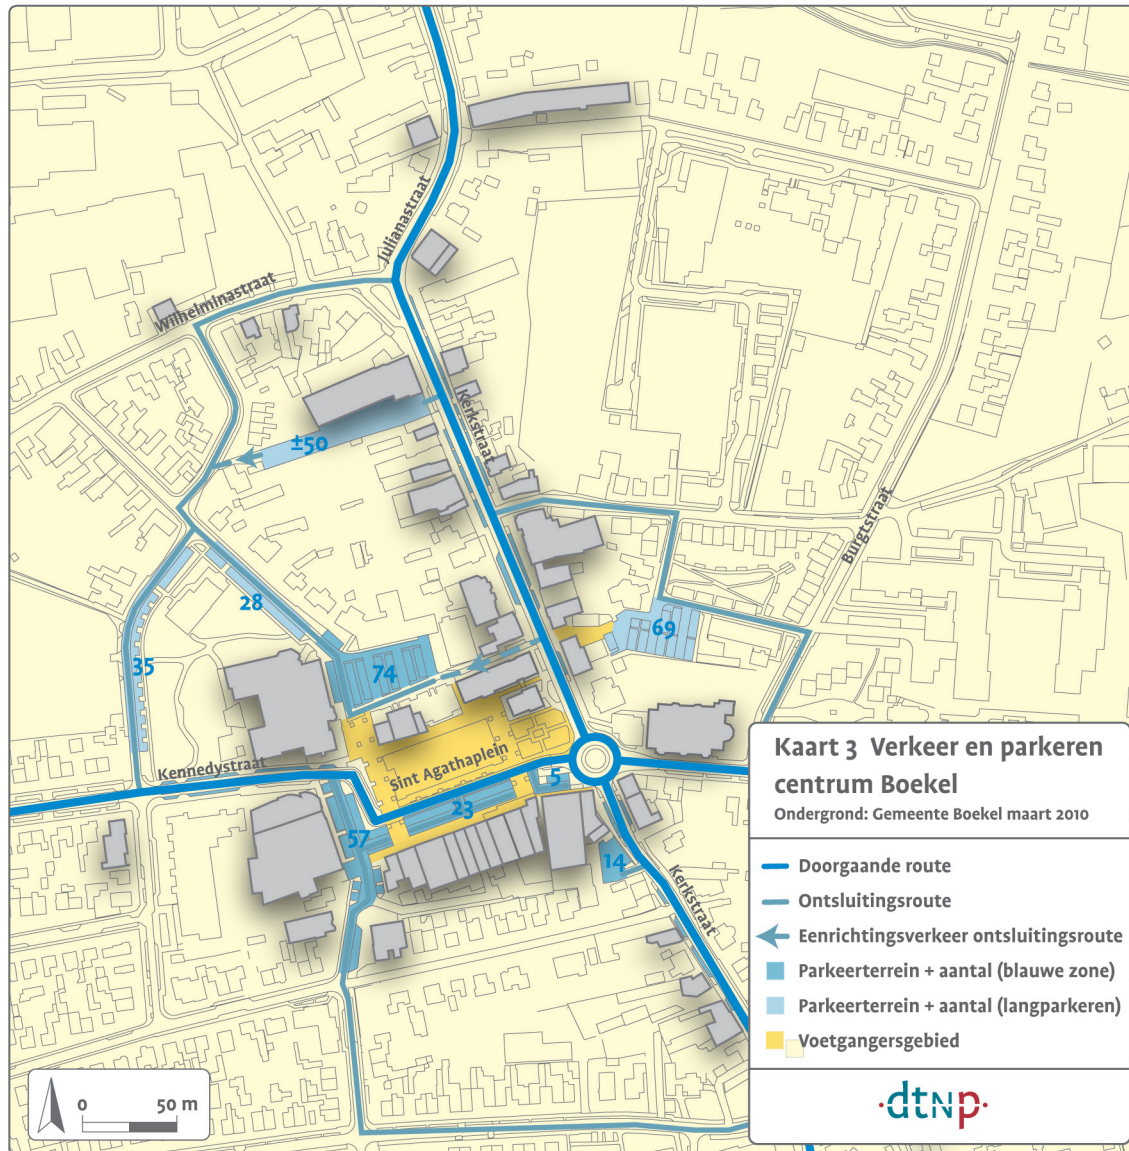 Julianastraat
Wilhelminastraat
Kerkstraat
±50
Burgtstraat
28
69
35
74
Kennedystraat
Sint Agathaplein
5
23
57
14
Kerkstraat
Kaart 3 Verkeer en parkeren
centrum Boekel
Ondergrond: Gemeente Boekel maart 2010
Doorgaande route
Ontsluitingsroute
Eenrichtingsverkeer ontsluitingsroute
Parkeerterrein + aantal (blauwe zone)
Parkeerterrein + aantal (langparkeren)
Voetgangersgebied
0 50 m
·dtnp·